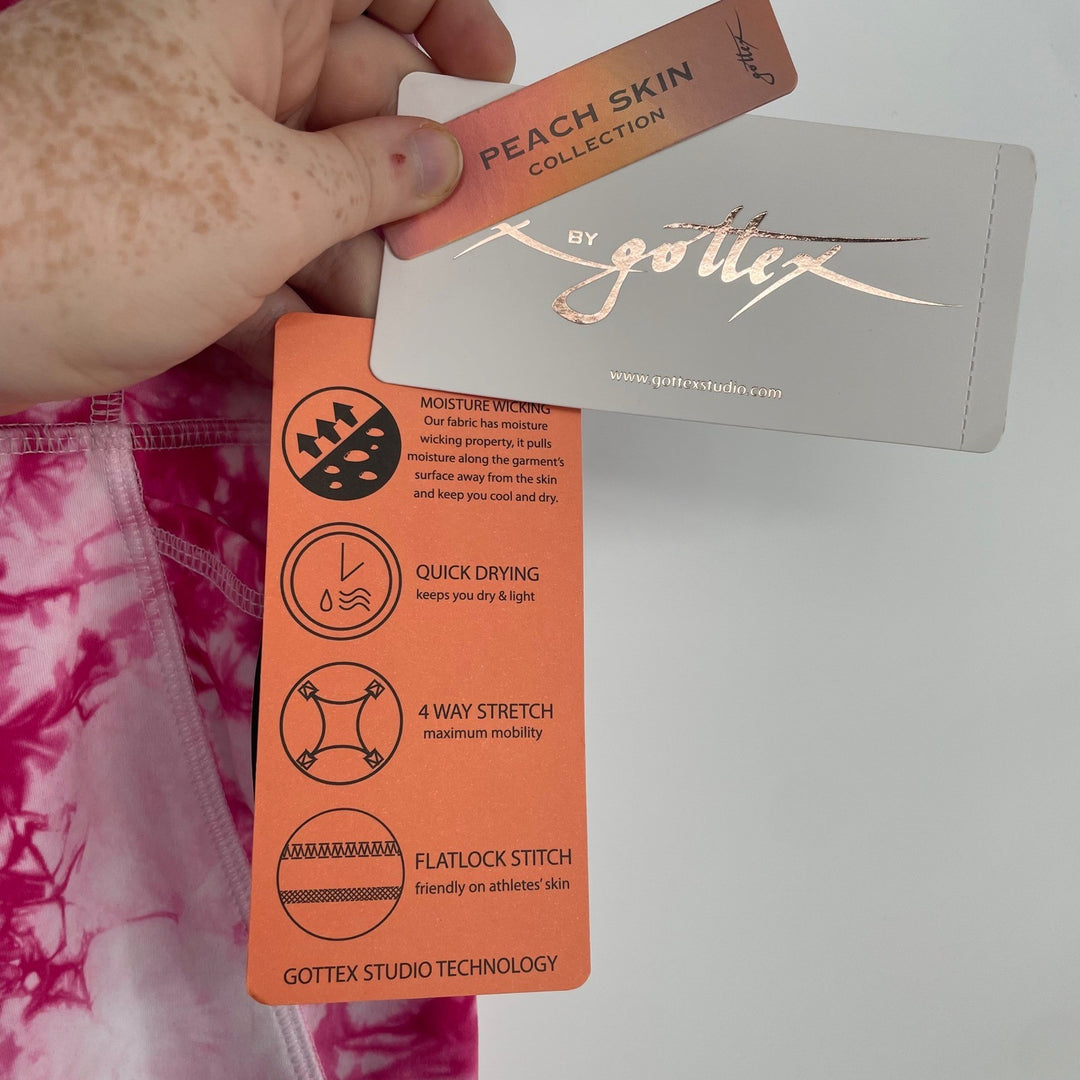 PEACH SKIN
COLLECTION
gottex
X BY gottex
www.gottexstudio.com
MOISTURE WICKING
Our fabric has moisture
wicking property, it pulls
moisture along the garment's
surface away from the skin
and keep you cool and dry.
QUICK DRYING
keeps you dry & light
4 WAY STRETCH
maximum mobility
FLATLOCK STITCH
friendly on athletes' skin
GOTTEX STUDIO TECHNOLOGY